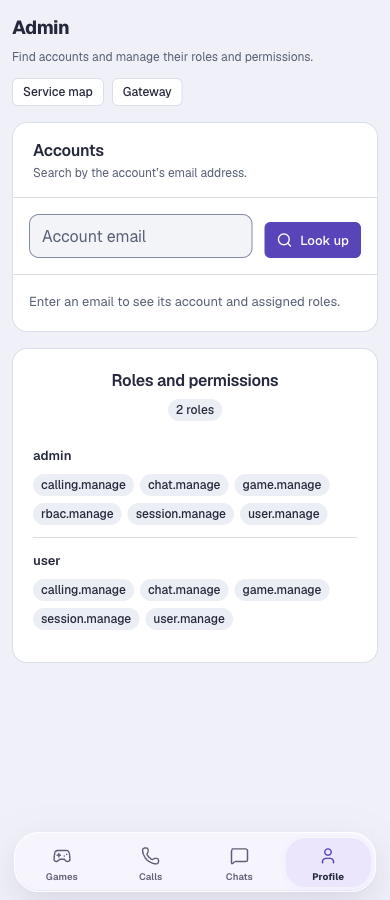 Admin
Find accounts and manage their roles and permissions.
Service map Gateway
Accounts
Search by the account's email address.
Account email Look up
Enter an email to see its account and assigned roles.
Roles and permissions
2 roles
admin
calling.manage chat.manage game.manage
rbac.manage session.manage user.manage
user
calling.manage chat.manage game.manage
session.manage user.manage
Games Calls Chats Profile